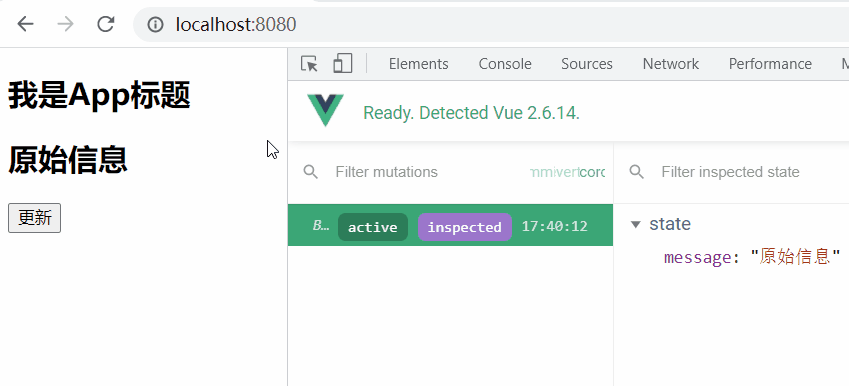 localhost:8080
我是App标题
原始信息
更新
Elements Console Sources Network Performance
Ready. Detected Vue 2.6.14.
Filter mutations
Filter inspected state
B... active inspected 17:40:12
state
message: "原始信息"